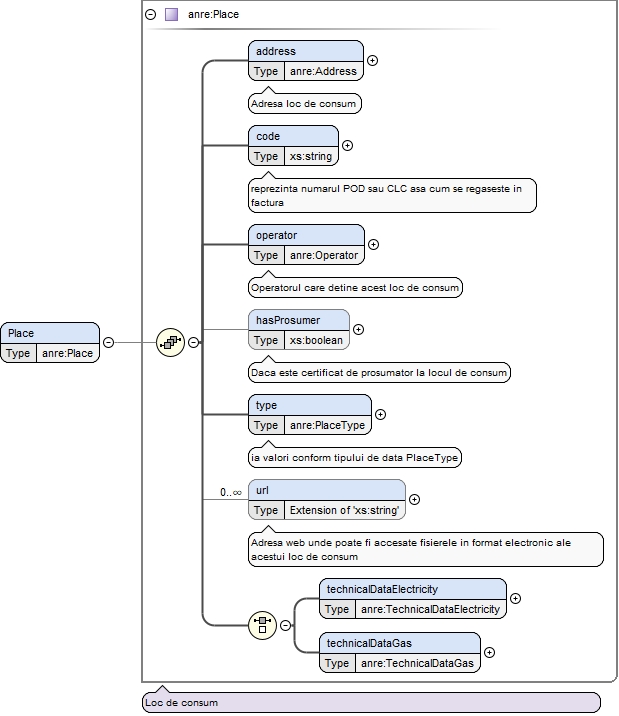 anre:Place
address
Type anre:Address
Adresa loc de consum
code
Type xs:string
reprezinta numarul POD sau CLC asa cum se regaseste in
factura
operator
Type anre:Operator
Operatorul care detine acest loc de consum
Place
Type anre:Place
hasProsumer
Type xs:boolean
Daca este certificat de prosumator la locul de consum
type
Type anre:PlaceType
ia valori conform tipului de data PlaceType
0..∞
url
Type Extension of 'xs:string'
Adresa web unde poate fi accesate fisierele in format electronic ale
acestui loc de consum
technicalDataElectricity
Type anre:TechnicalDataElectricity
technicalDataGas
Type anre:TechnicalDataGas
Loc de consum